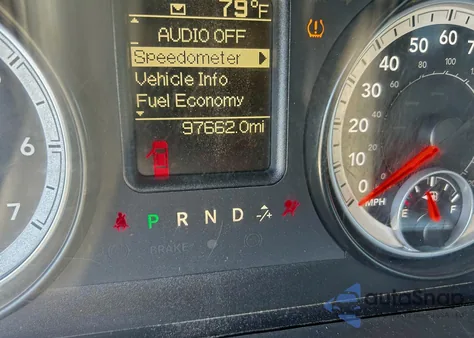 79°F
AUDIO OFF
Speedometer
Vehicle Info
Fuel Economy
97662.0mi
P R N D -/+
BRAKE
6
7
0
10
20
30
40
50
60
70
MPH
E F
autoSnap